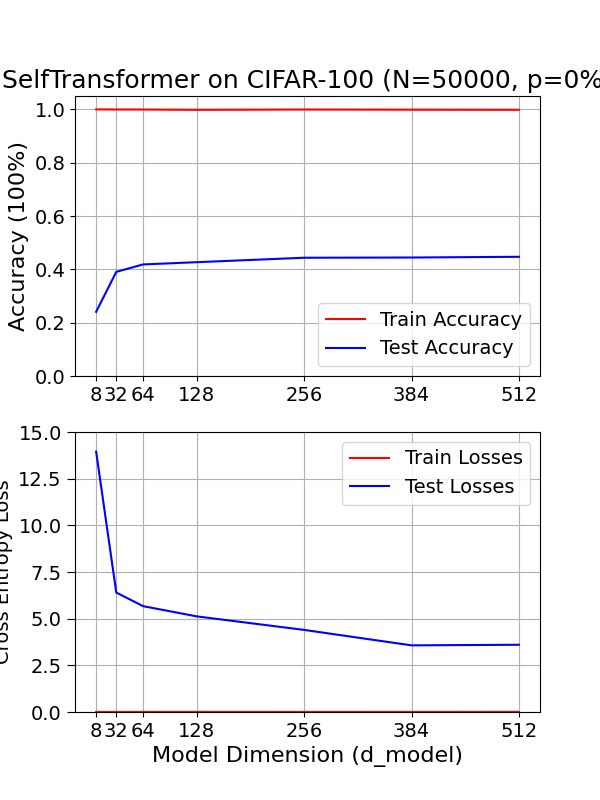 SelfTransformer on CIFAR-100 (N=50000, p=0%
Accuracy (100%)
1.0
0.8
0.6
0.4
0.2
0.0
Train Accuracy
Test Accuracy
8 32 64 128 256 384 512
Cross Entropy Loss
15.0
12.5
10.0
7.5
5.0
2.5
0.0
Train Losses
Test Losses
8 32 64 128 256 384 512
Model Dimension (d_model)